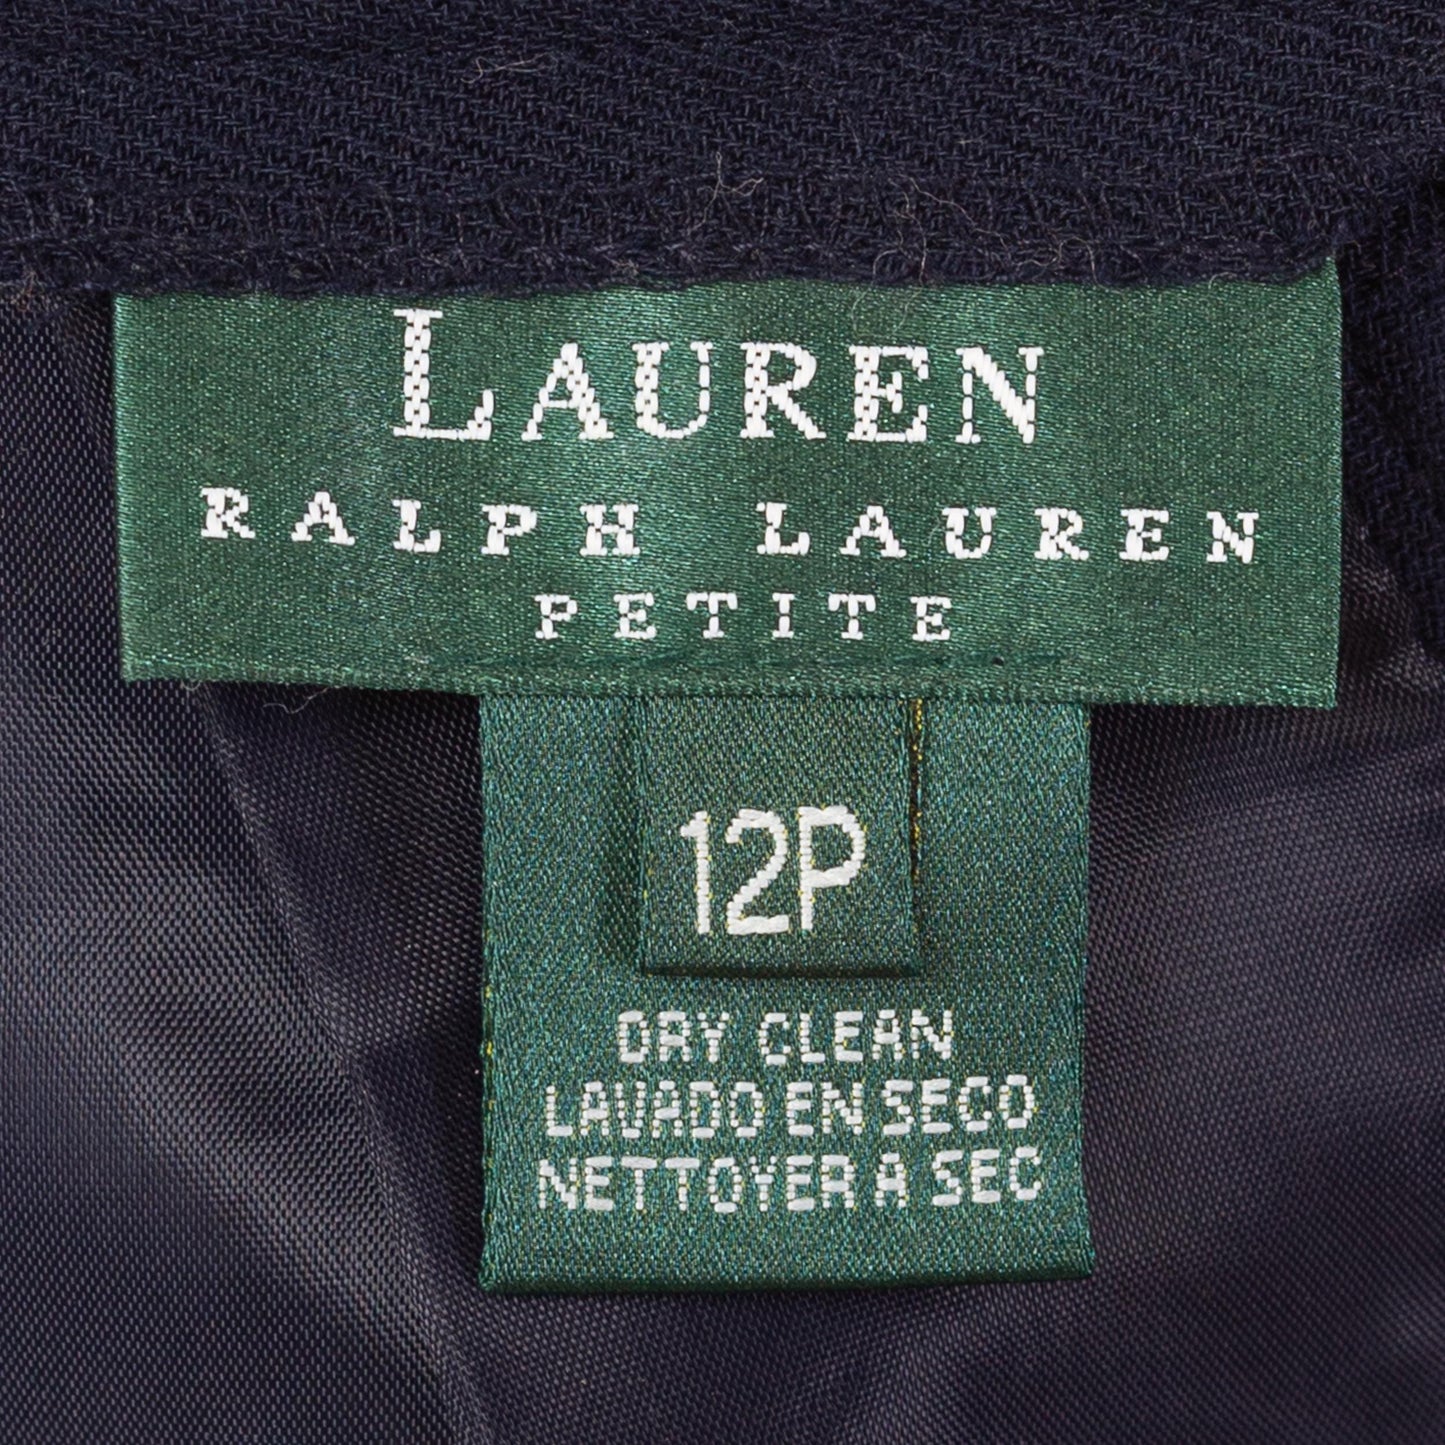 LAUREN
RALPH LAUREN
PETITE
12P
DRY CLEAN
LAVADO EN SECO
NETTOYER A SEC